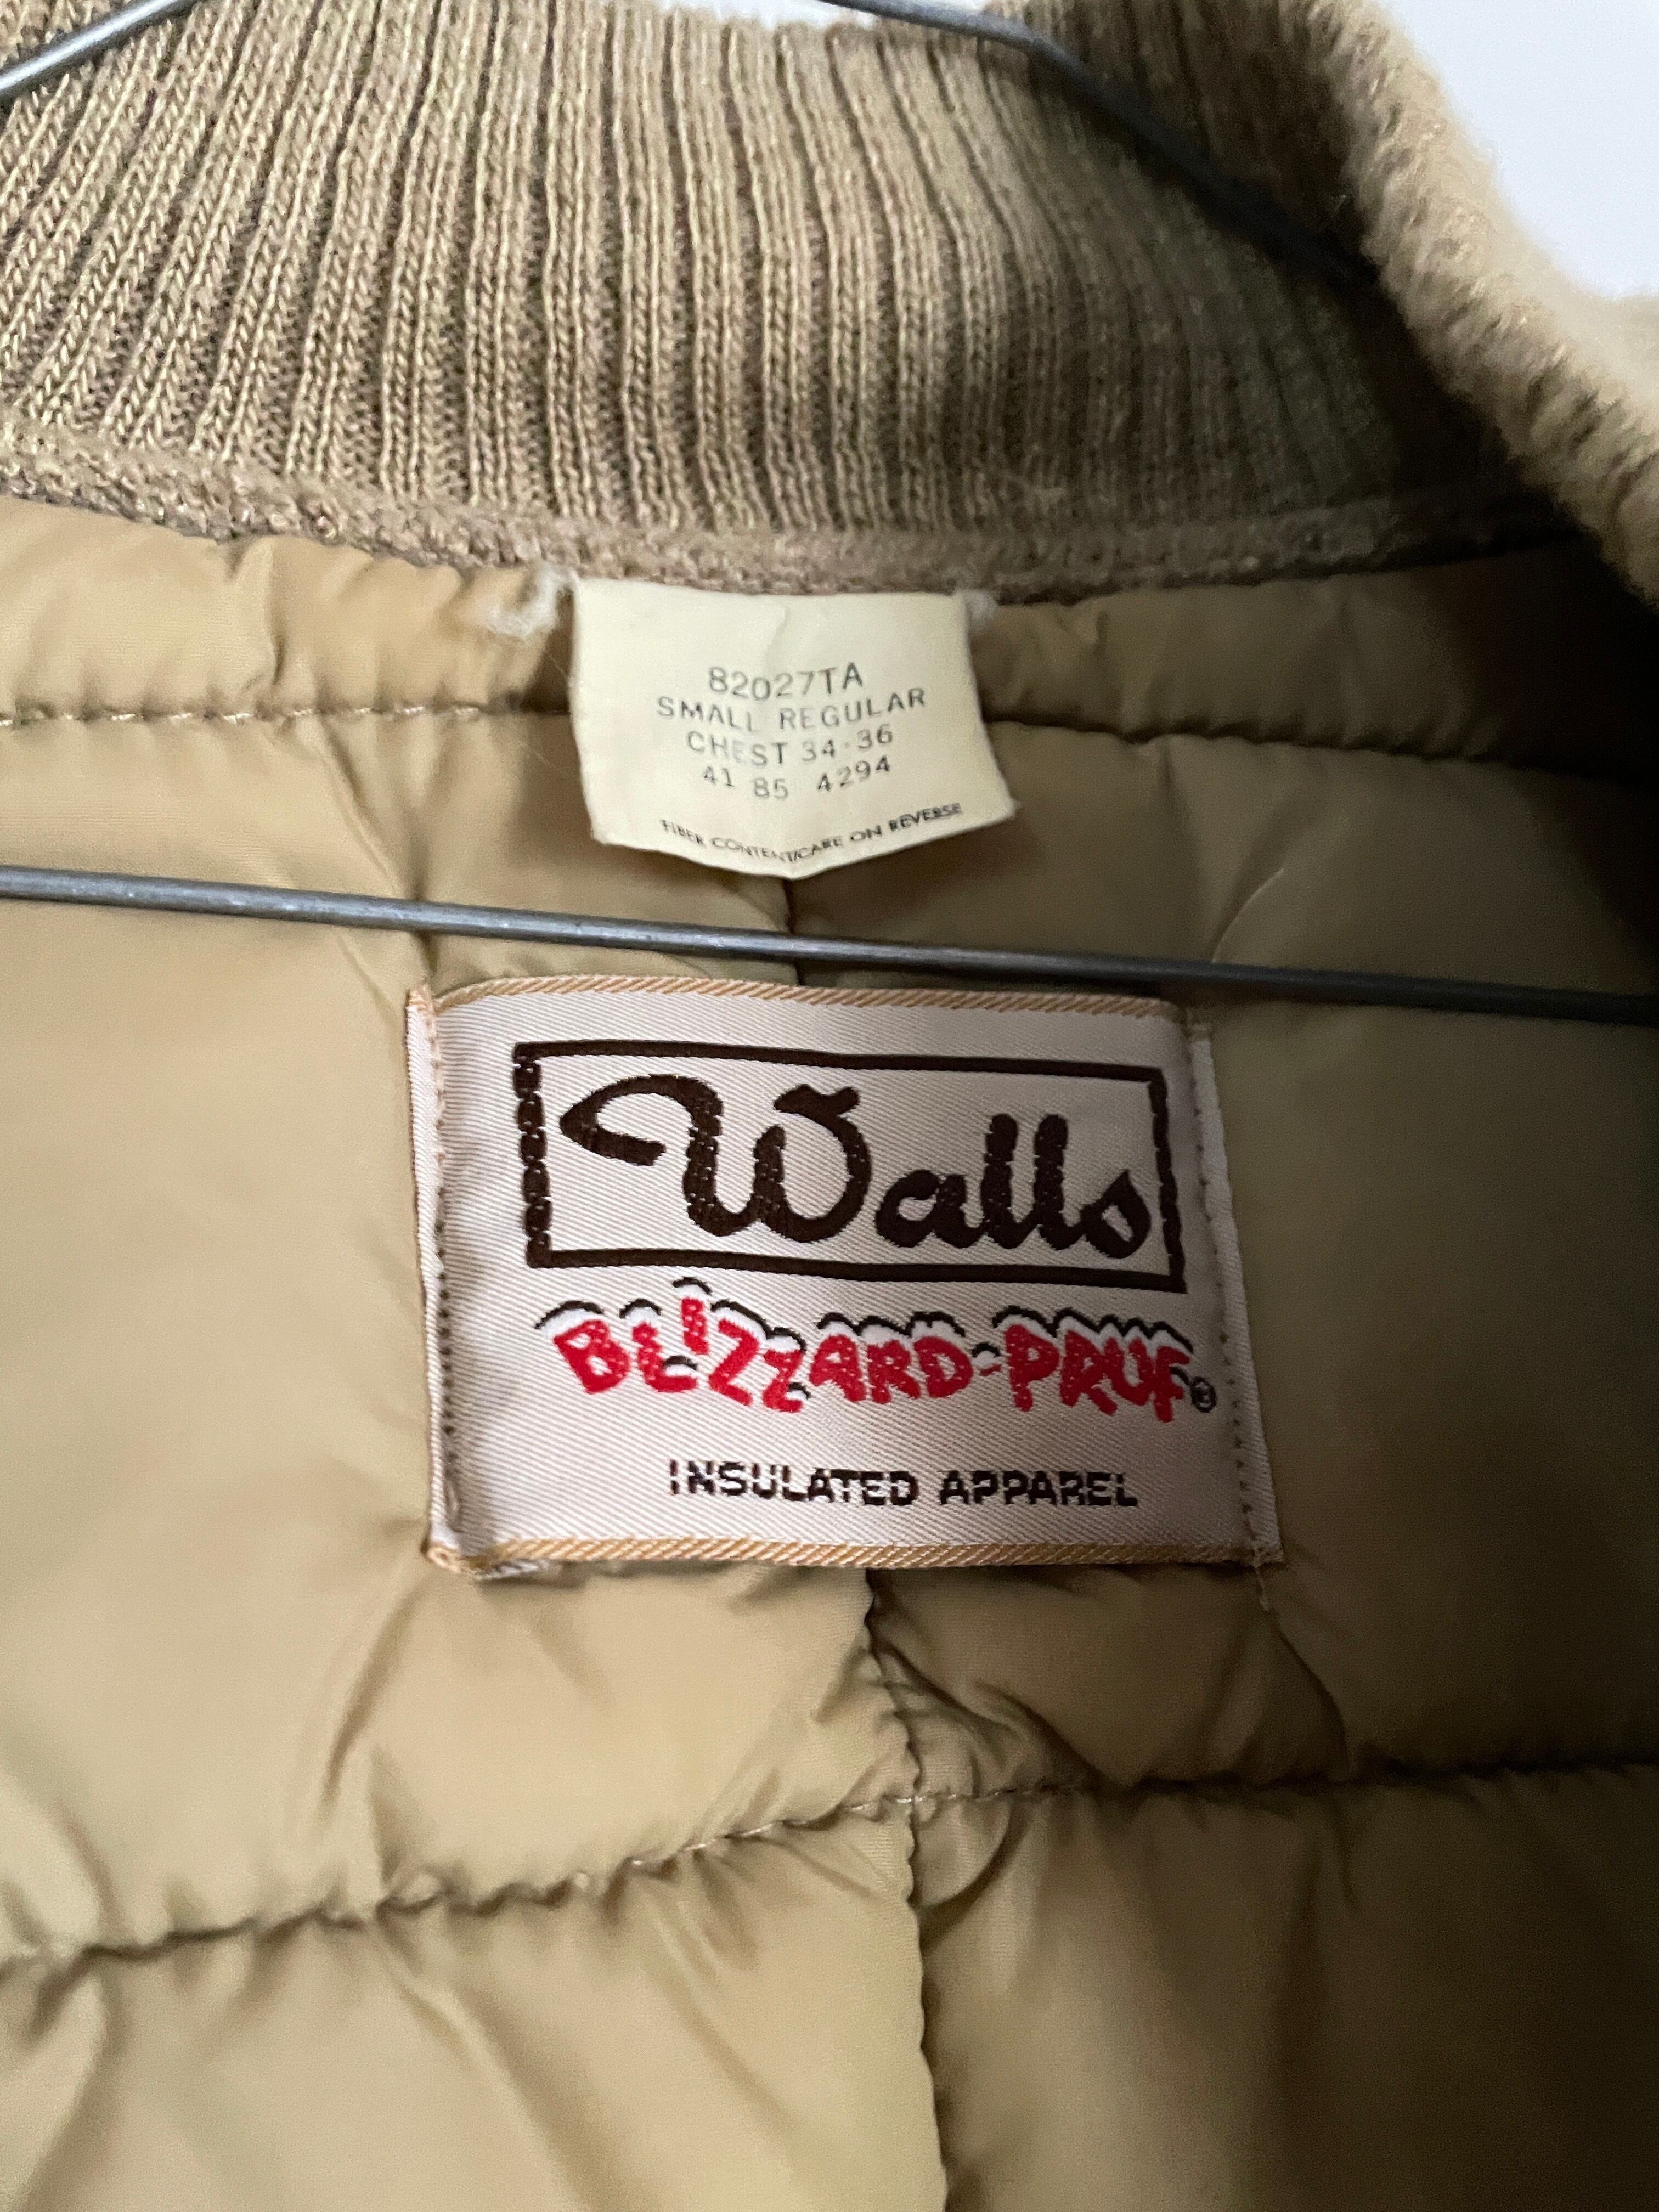 82027TA
SMALL REGULAR
CHEST 34-36
41 85 4294
FIBER CONTENT/CARE ON REVERSE
Walls
BLIZZARD-PRUF®
INSULATED APPAREL